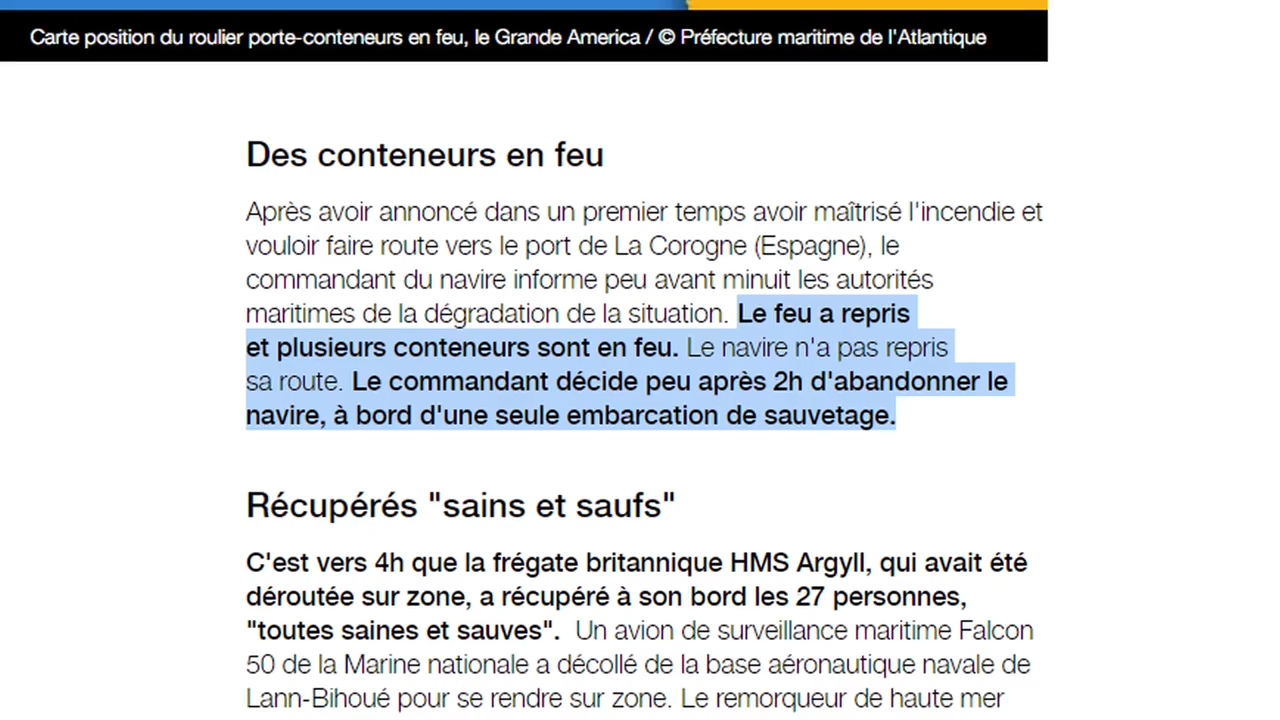 Carte position du roulier porte-conteneurs en feu, le Grande America / © Préfecture maritime de l'Atlantique
Des conteneurs en feu
Après avoir annoncé dans un premier temps avoir maîtrisé l'incendie et
vouloir faire route vers le port de La Corogne (Espagne), le
commandant du navire informe peu avant minuit les autorités
maritimes de la dégradation de la situation. Le feu a repris
et plusieurs conteneurs sont en feu. Le navire n'a pas repris
sa route. Le commandant décide peu après 2h d'abandonner le
navire, à bord d'une seule embarcation de sauvetage.
Récupérés "sains et saufs"
C'est vers 4h que la frégate britannique HMS Argyll, qui avait été
déroutée sur zone, a récupéré à son bord les 27 personnes,
"toutes saines et sauves".  Un avion de surveillance maritime Falcon
50 de la Marine nationale a décollé de la base aéronautique navale de
Lann-Bihoué pour se rendre sur zone. Le remorqueur de haute mer